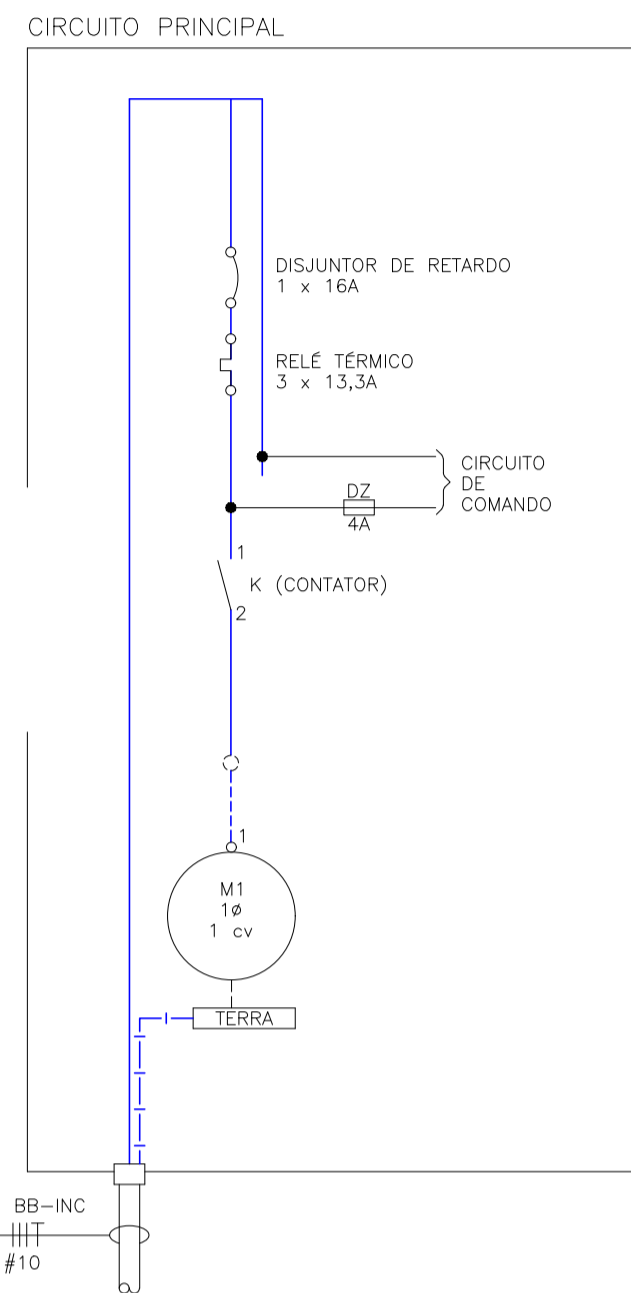 CIRCUITO PRINCIPAL
DISJUNTOR DE RETARDO
1 x 16A
RELÉ TÉRMICO
3 x 13,3A
CIRCUITO
DE
COMANDO
DZ
4A
1
K (CONTATOR)
2
1
M1
1ø
1 cv
TERRA
BB-INC
#10